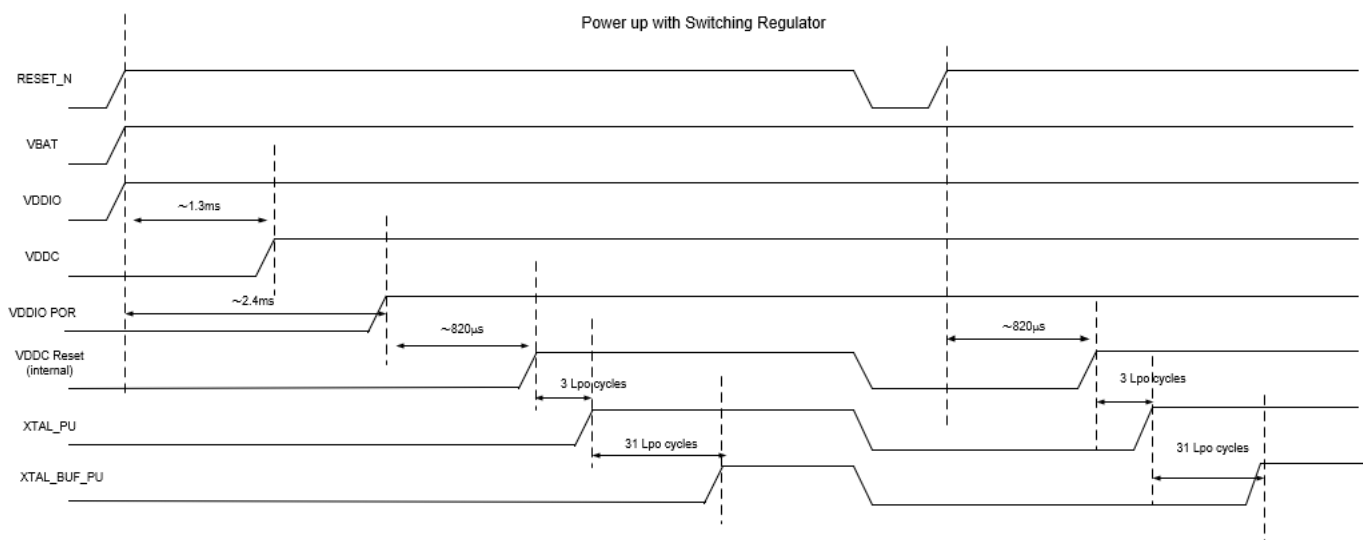 Power up with Switching Regulator
RESET_N
VBAT
VDDIO
~1.3ms
VDDC
~2.4ms
VDDIO POR
~820µs
~820µs
VDDC Reset
(internal)
3 Lpo cycles
3 Lpo cycles
XTAL_PU
31 Lpo cycles
31 Lpo cycles
XTAL_BUF_PU